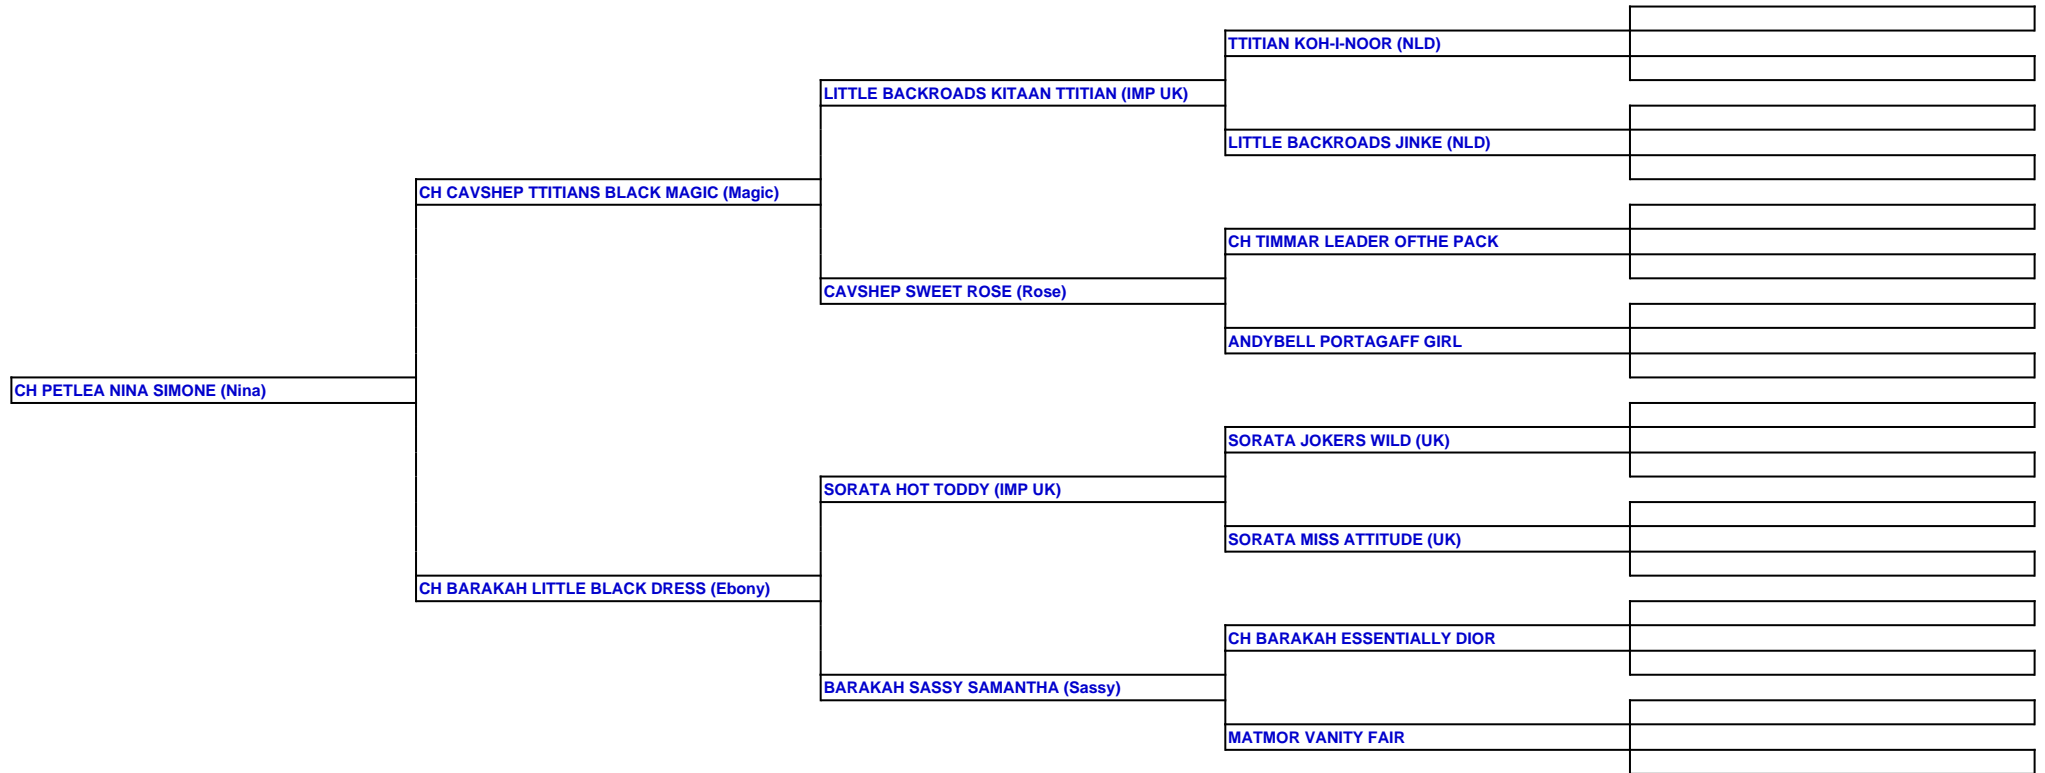 TTITIAN KOH-I-NOOR (NLD)
LITTLE BACKROADS KITAAN TTITIAN (IMP UK)
LITTLE BACKROADS JINKE (NLD)
CH CAVSHEP TTITIANS BLACK MAGIC (Magic)
CH TIMMAR LEADER OFTHE PACK
CAVSHEP SWEET ROSE (Rose)
ANDYBELL PORTAGAFF GIRL
CH PETLEA NINA SIMONE (Nina)
SORATA JOKERS WILD (UK)
SORATA HOT TODDY (IMP UK)
SORATA MISS ATTITUDE (UK)
CH BARAKAH LITTLE BLACK DRESS (Ebony)
CH BARAKAH ESSENTIALLY DIOR
BARAKAH SASSY SAMANTHA (Sassy)
MATMOR VANITY FAIR